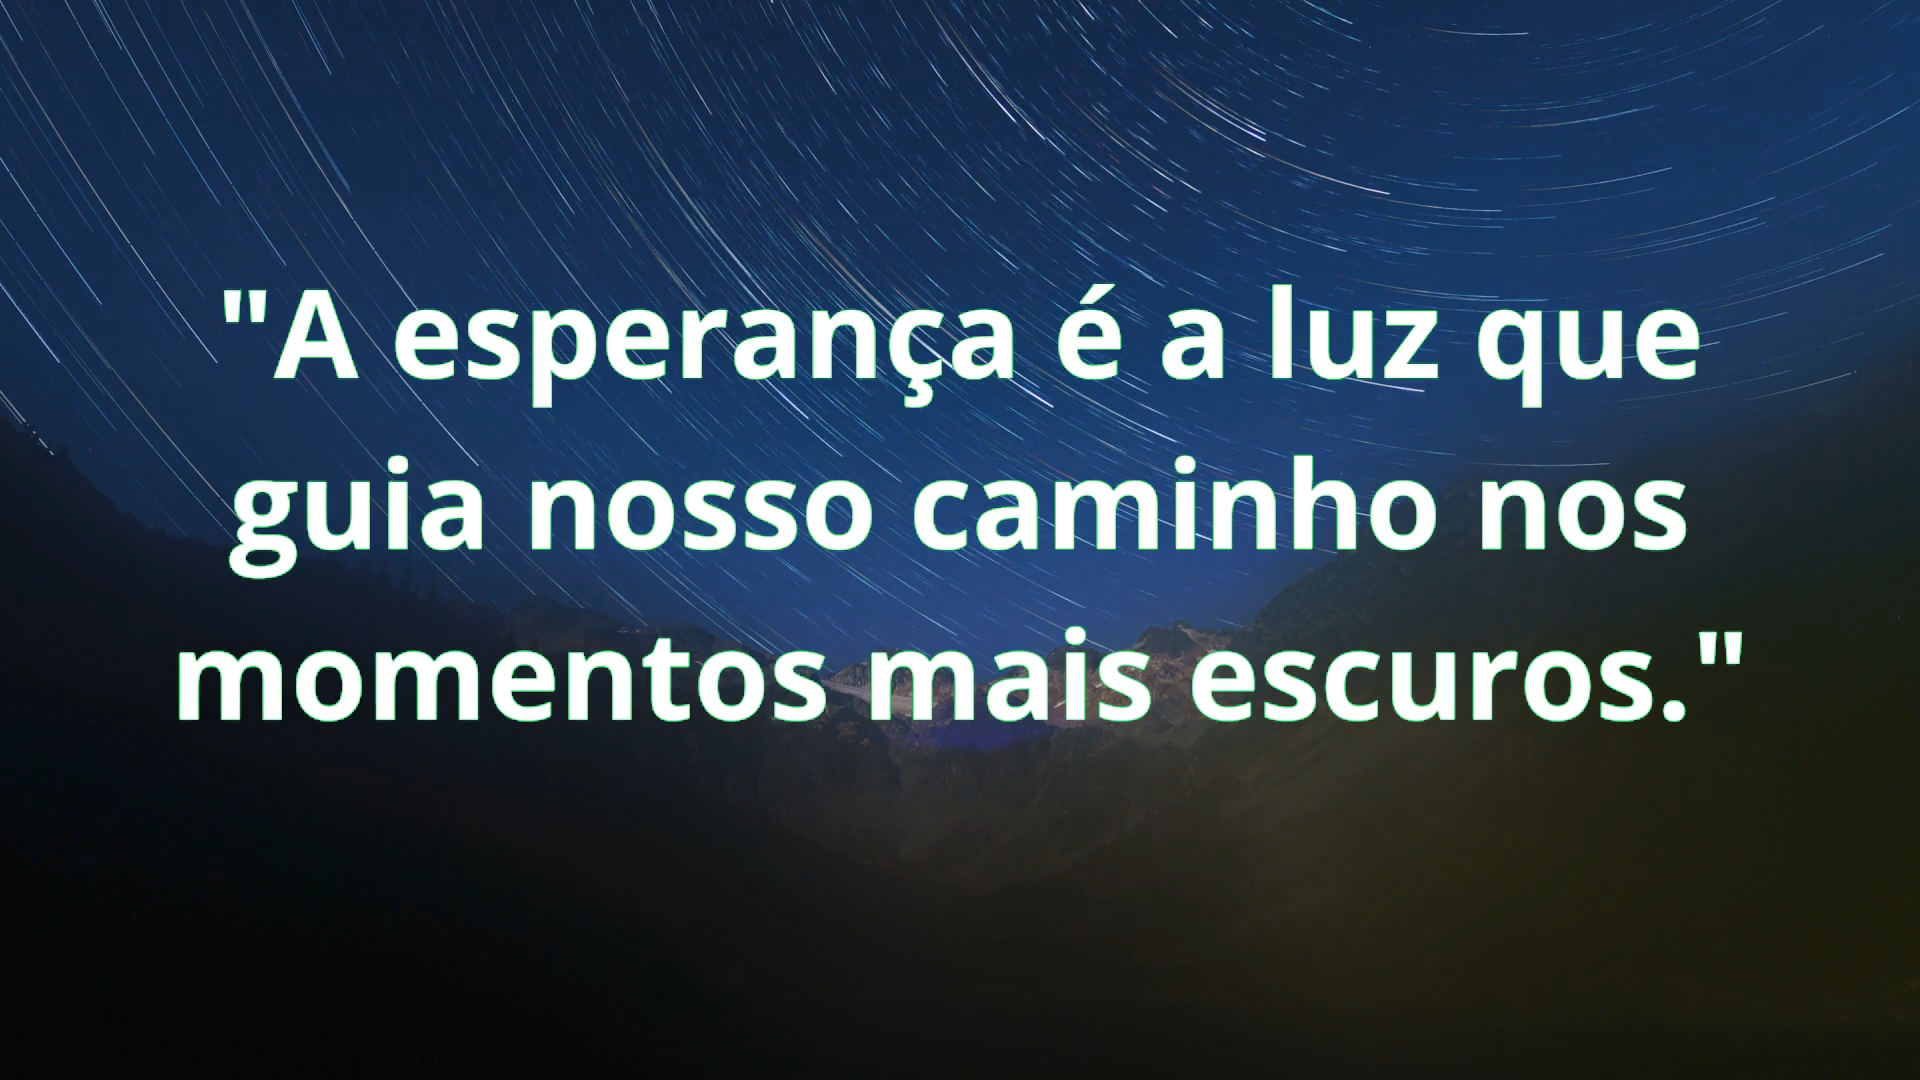 "A esperança é a luz que
guia nosso caminho nos
momentos mais escuros."